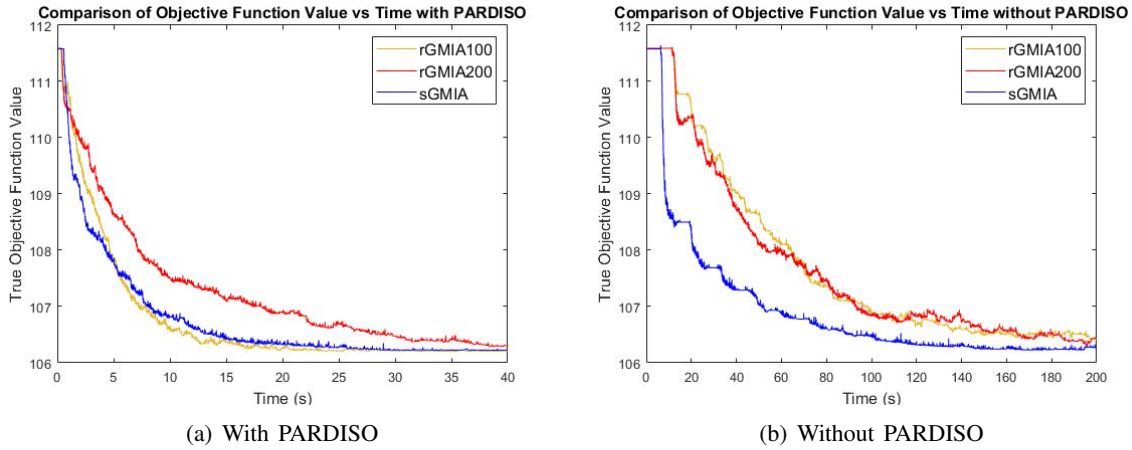 Comparison of Objective Function Value vs Time with PARDISO
112
111
110
109
108
107
106
True Objective Function Value
rGMIA100
rGMIA200
sGMIA
0 5 10 15 20 25 30 35 40
Time (s)
(a) With PARDISO
Comparison of Objective Function Value vs Time without PARDISO
112
111
110
109
108
107
106
True Objective Function Value
rGMIA100
rGMIA200
sGMIA
0 20 40 60 80 100 120 140 160 180 200
Time (s)
(b) Without PARDISO